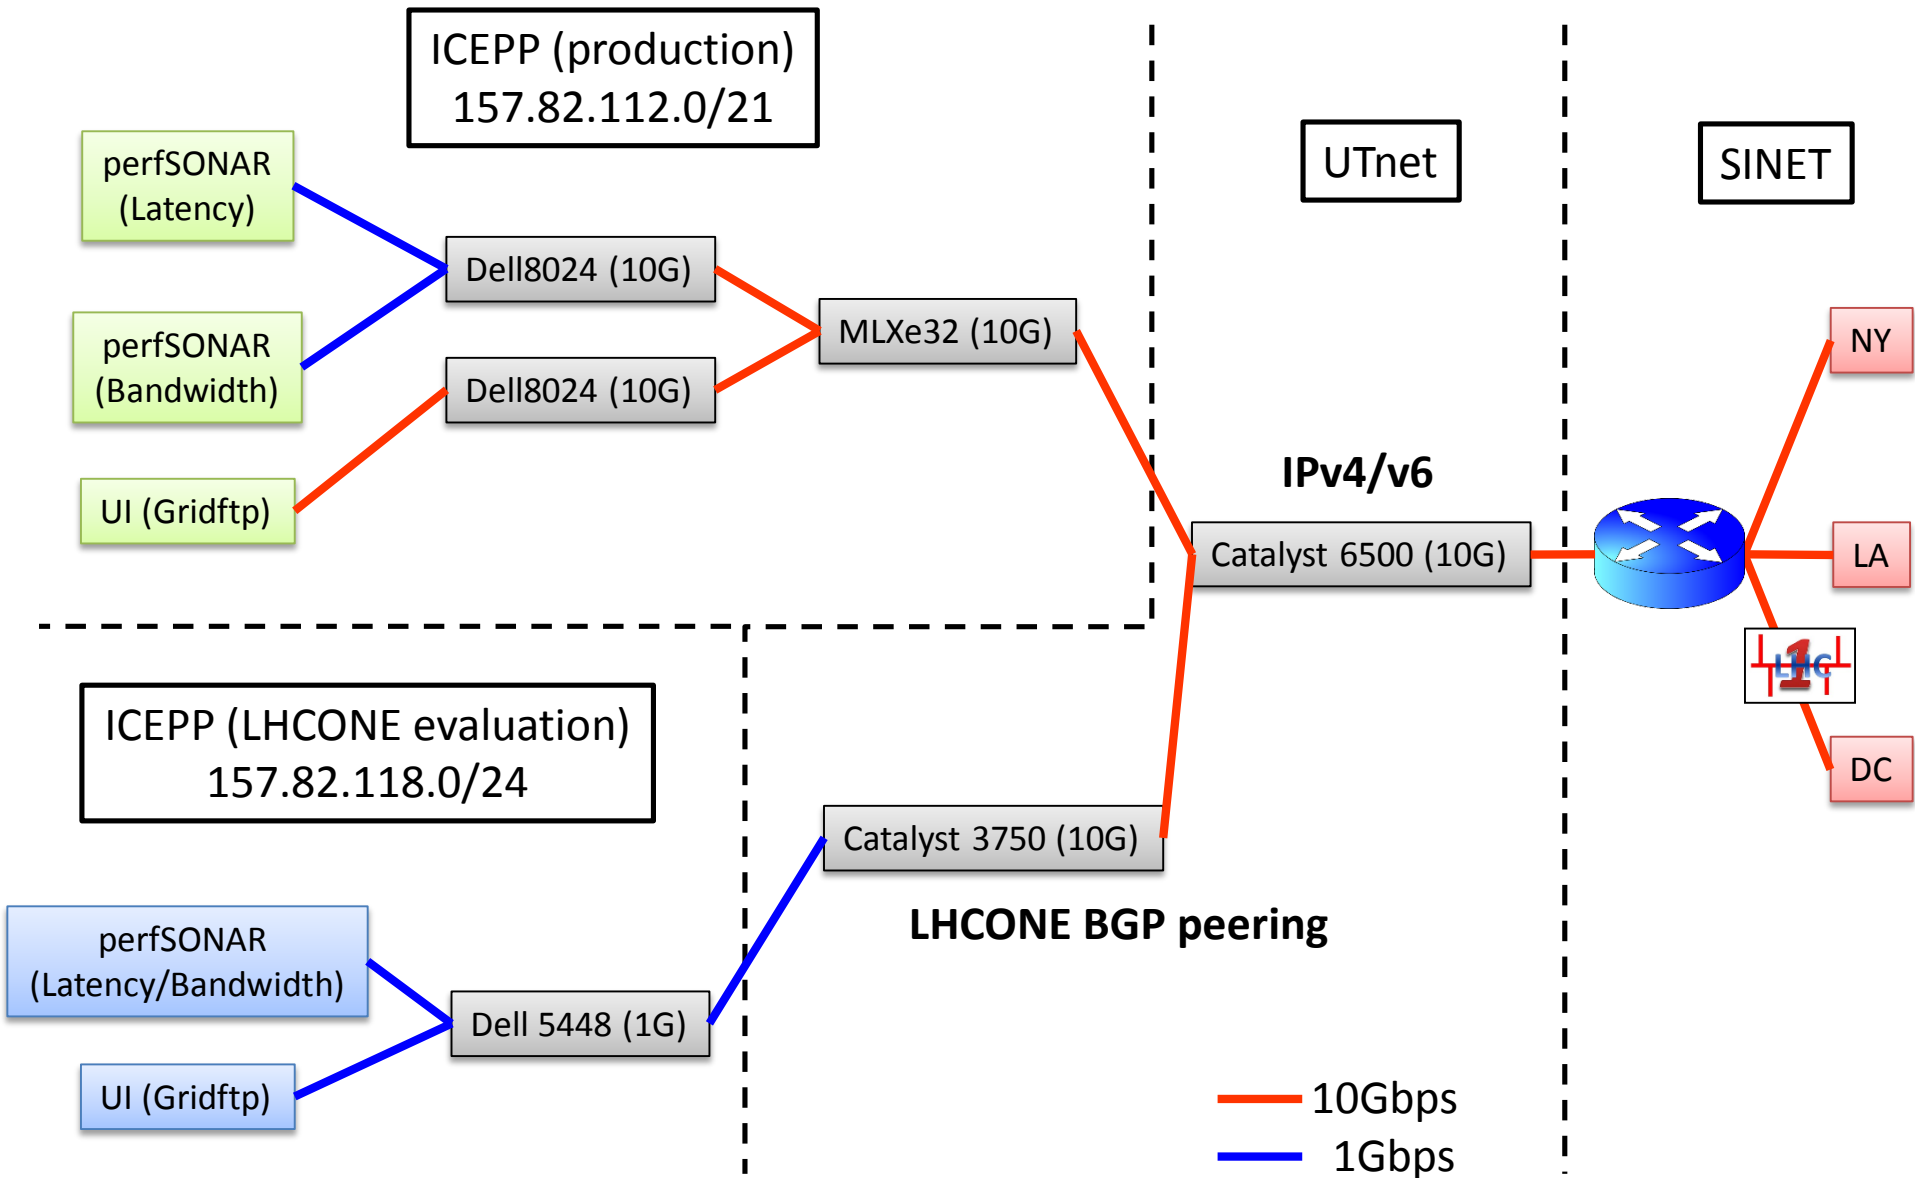 ICEPP (production)
157.82.112.0/21
UTnet
SINET
perfSONAR
(Latency)
Dell8024 (10G)
perfSONAR
(Bandwidth)
MLXe32 (10G)
Dell8024 (10G)
NY
UI (Gridftp)
IPv4/v6
Catalyst 6500 (10G)
LA
LHC
1
DC
ICEPP (LHCONE evaluation)
157.82.118.0/24
Catalyst 3750 (10G)
LHCONE BGP peering
perfSONAR
(Latency/Bandwidth)
Dell 5448 (1G)
UI (Gridftp)
10Gbps
1Gbps